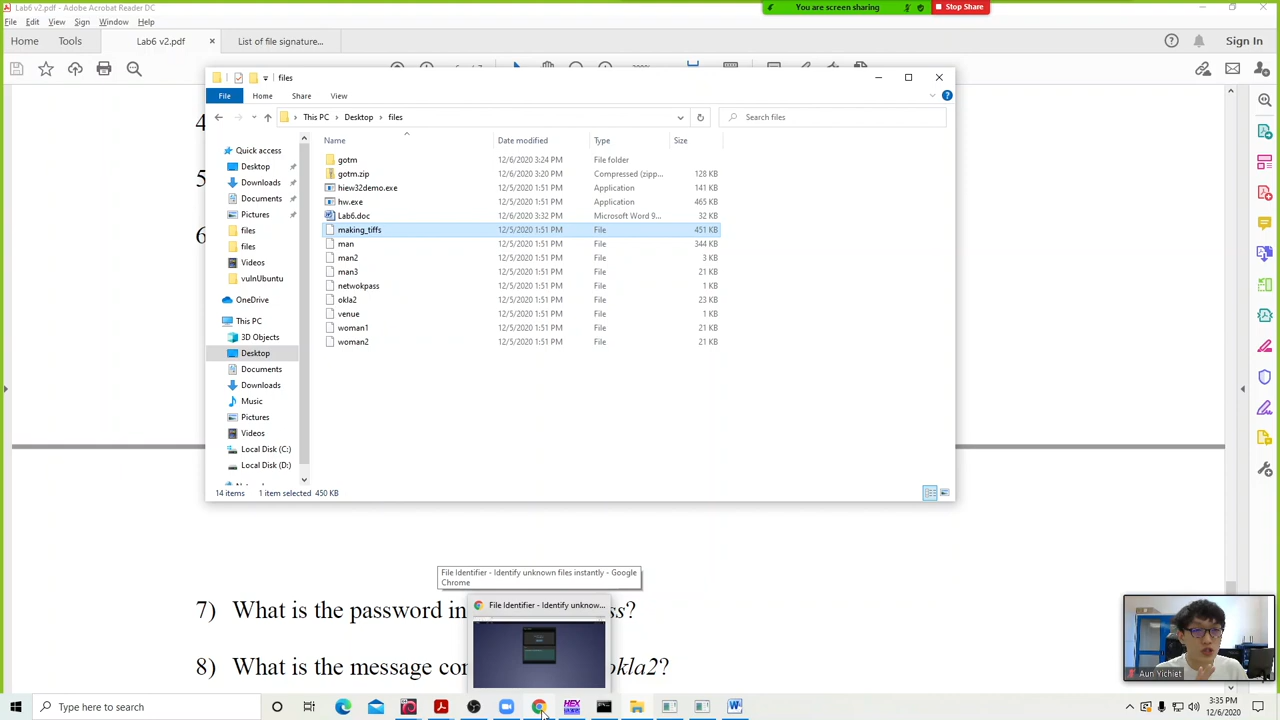 Lab6 v2.pdf - Adobe Acrobat Reader DC
You are screen sharing
Stop Share
File Edit View Sign Window Help
Home Tools Lab6 v2.pdf × List of file signature... Sign In
files
File Home Share View
This PC > Desktop > files
Search files
Name Date modified Type Size
Quick access
Desktop
Downloads
Documents
Pictures
files
files
Videos
vulnUbuntu
OneDrive
This PC
3D Objects
Desktop
Documents
Downloads
Music
Pictures
Videos
Local Disk (C:)
Local Disk (D:)
gotm 12/6/2020 3:24 PM File folder
gotm.zip 12/6/2020 3:20 PM Compressed (zipp... 128 KB
hiew32demo.exe 12/5/2020 1:51 PM Application 141 KB
hw.exe 12/5/2020 1:51 PM Application 465 KB
Lab6.doc 12/6/2020 3:32 PM Microsoft Word 9... 32 KB
making_tiffs 12/5/2020 1:51 PM File 451 KB
man 12/5/2020 1:51 PM File 344 KB
man2 12/5/2020 1:51 PM File 3 KB
man3 12/5/2020 1:51 PM File 21 KB
netwokpass 12/5/2020 1:51 PM File 1 KB
okla2 12/5/2020 1:51 PM File 23 KB
venue 12/5/2020 1:51 PM File 1 KB
woman1 12/5/2020 1:51 PM File 21 KB
woman2 12/5/2020 1:51 PM File 21 KB
14 items 1 item selected 450 KB
4
5
6
File Identifier - Identify unknown files instantly - Google
Chrome
File Identifier - Identify unknow...
7) What is the password in ss?
8) What is the message con okla2?
Aun Yichiet
Type here to search
HEX
3:35 PM
12/6/2020